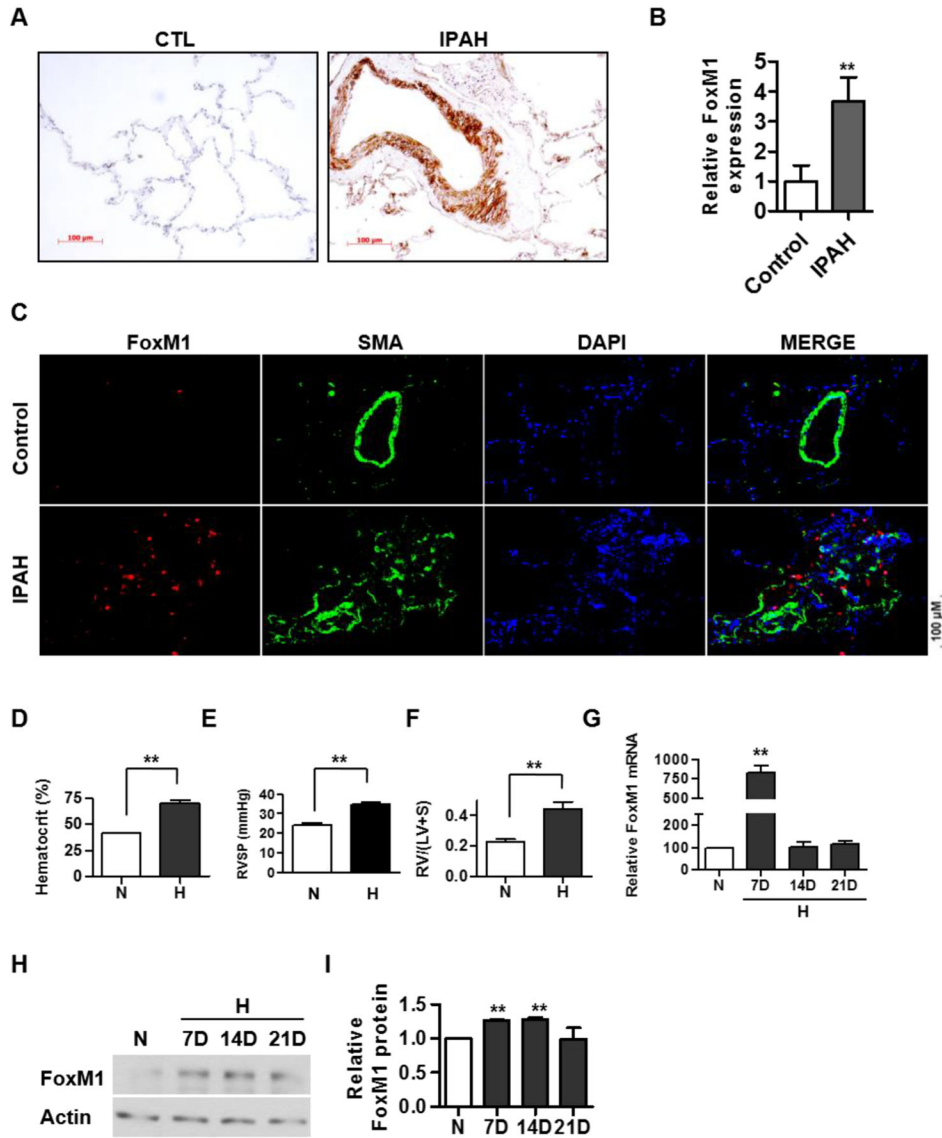 A
CTL
IPAH
100 µm
100 µm
B
Relative FoxM1
expression
5
4
3
2
1
0
**
Control
IPAH
C
FoxM1
SMA
DAPI
MERGE
Control
IPAH
100 µM
D
Hematocrit (%)
75
50
25
0
**
N
H
E
RVSP (mmHg)
40
30
20
10
0
**
N
H
F
RV/(LV+S)
0.4
0.2
0.0
**
N
H
G
Relative FoxM1 mRNA
1000
750
500
100
0
**
N
7D
14D
21D
H
H
H
N
7D
14D
21D
FoxM1
Actin
I
Relative
FoxM1 protein
1.5
1.0
0.5
0.0
**
**
N
7D
14D
21D
H